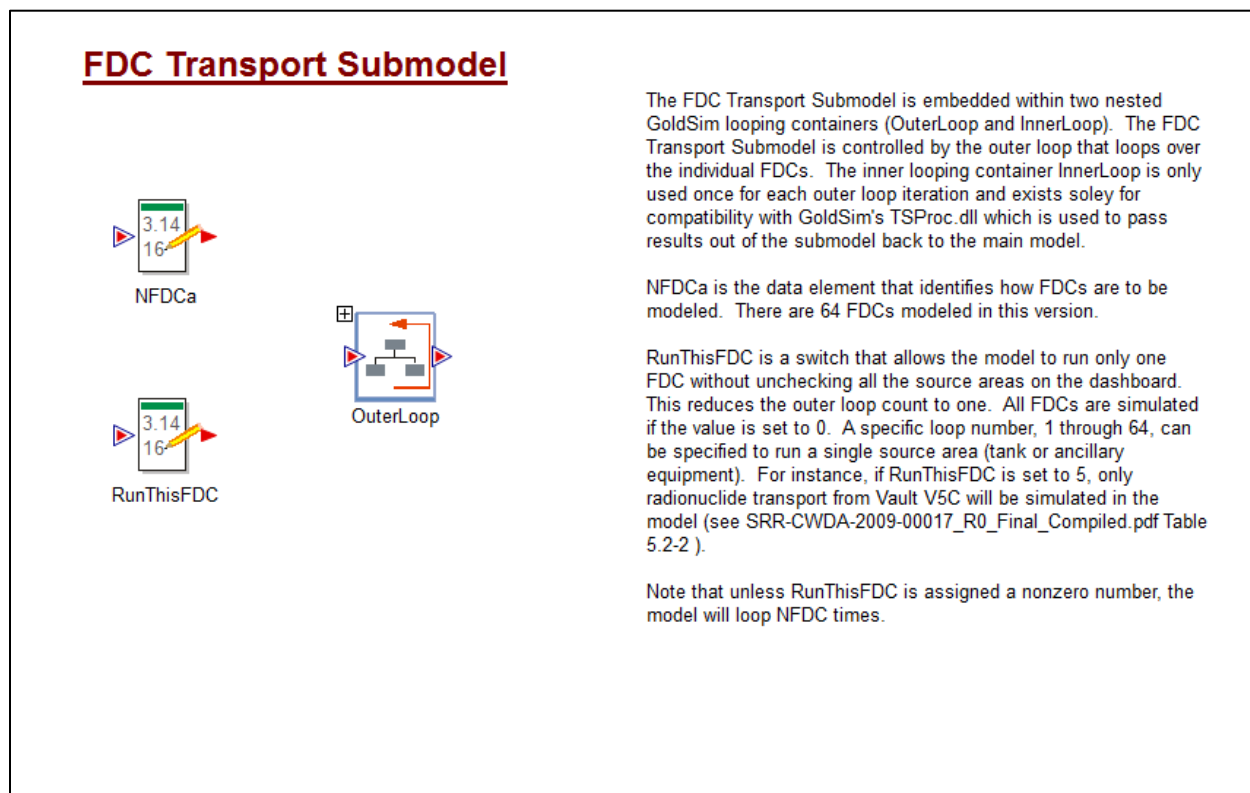 FDC Transport Submodel
The FDC Transport Submodel is embedded within two nested
GoldSim looping containers (OuterLoop and InnerLoop). The FDC
Transport Submodel is controlled by the outer loop that loops over
the individual FDCs. The inner looping container InnerLoop is only
used once for each outer loop iteration and exists soley for
compatibility with GoldSim's TSProc.dll which is used to pass
results out of the submodel back to the main model.
NFDCa is the data element that identifies how FDCs are to be
modeled. There are 64 FDCs modeled in this version.
RunThisFDC is a switch that allows the model to run only one
FDC without unchecking all the source areas on the dashboard.
This reduces the outer loop count to one. All FDCs are simulated
if the value is set to 0. A specific loop number, 1 through 64, can
be specified to run a single source area (tank or ancillary
equipment). For instance, if RunThisFDC is set to 5, only
radionuclide transport from Vault V5C will be simulated in the
model (see SRR-CWDA-2009-00017_R0_Final_Compiled.pdf Table
5.2-2 ).
Note that unless RunThisFDC is assigned a nonzero number, the
model will loop NFDC times.
3.14
16
NFDCa
OuterLoop
3.14
16
RunThisFDC